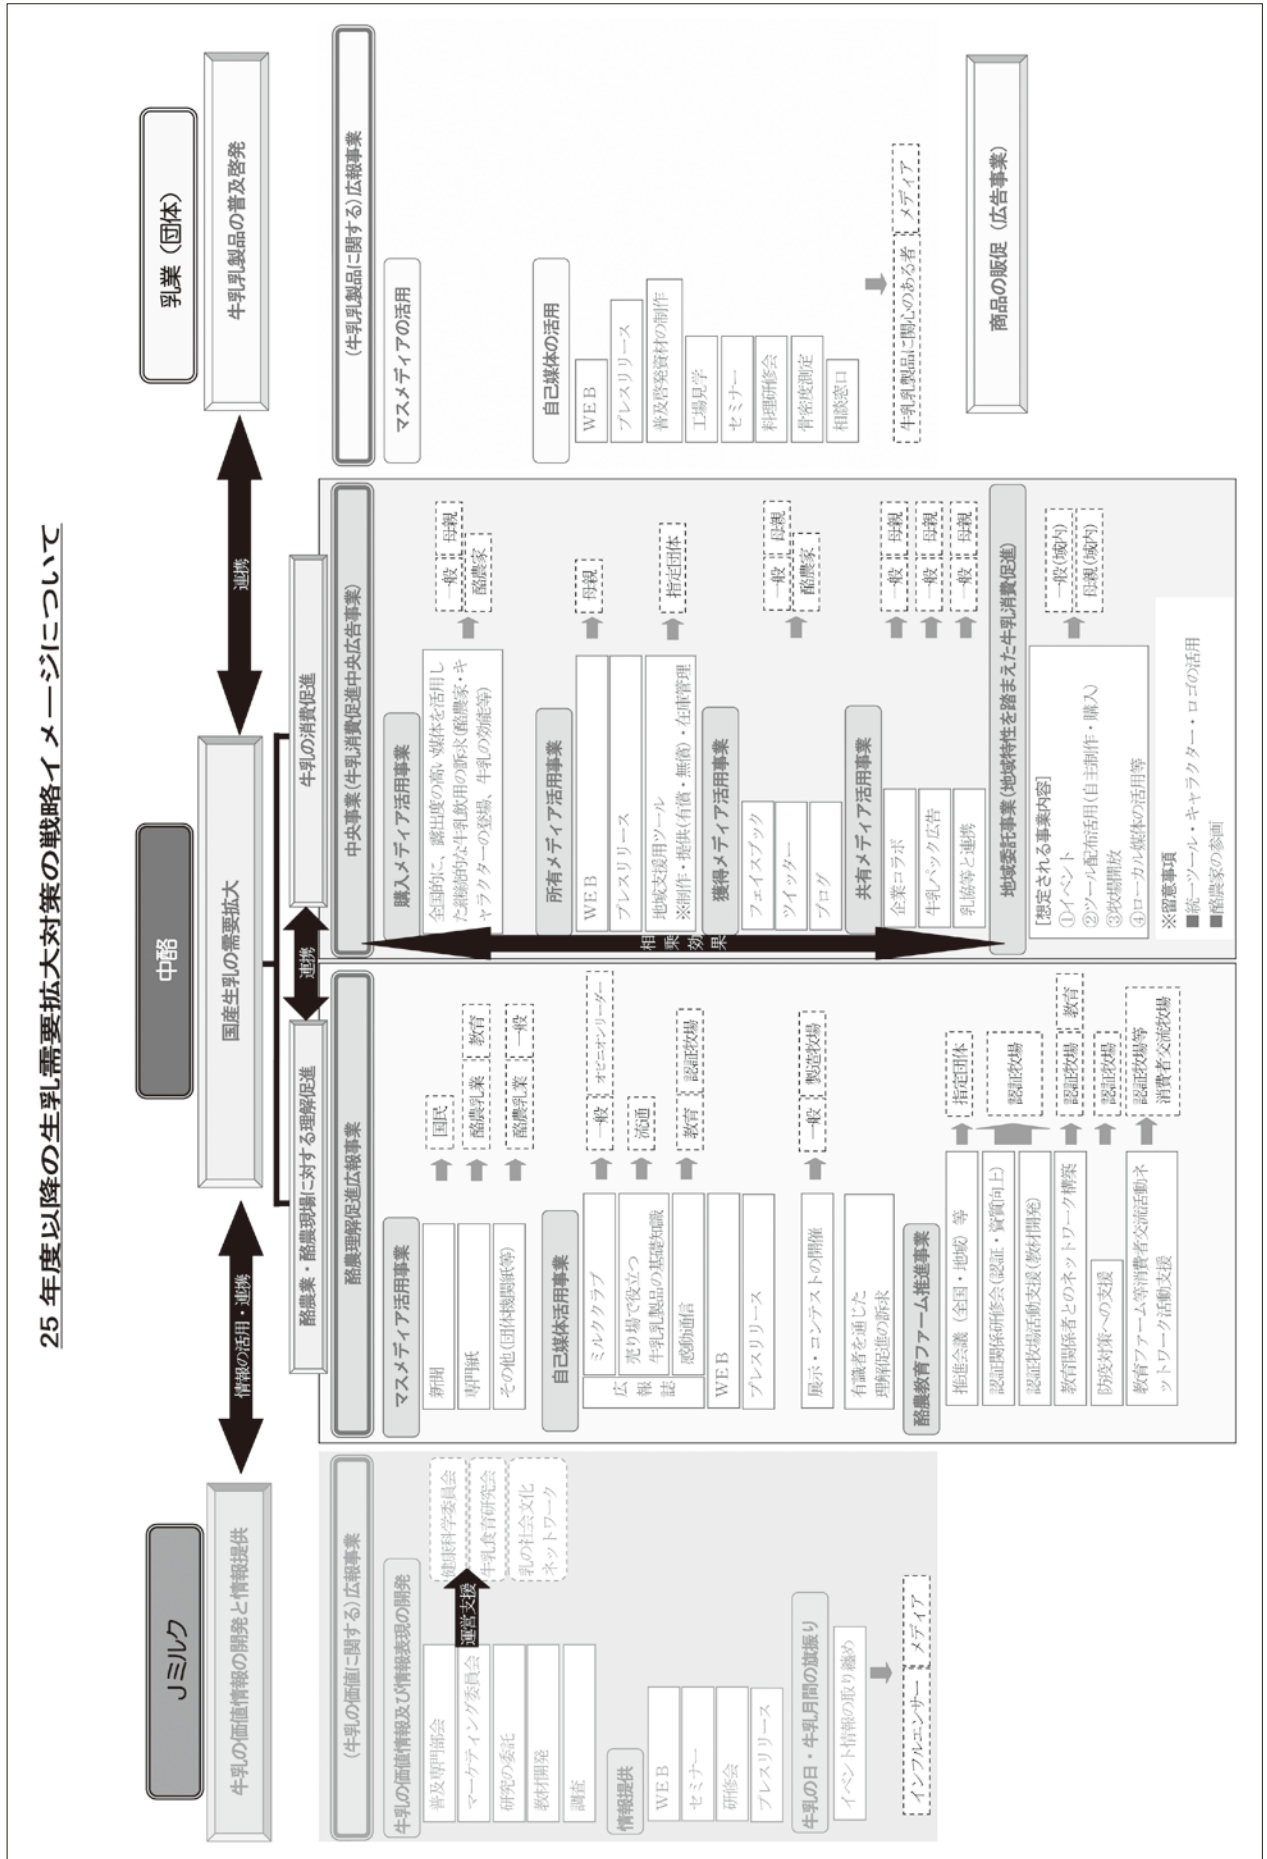 25 年度以降の生乳需要拡大対策の戦略イメージについて
Jミルク
牛乳の価値情報の開発と情報提供
情報の活用・連携
中酪
国産生乳の需要拡大
連携
乳業（団体）
牛乳乳製品の普及啓発
(牛乳の価値に関する) 広報事業
牛乳の価値情報及び情報表現の開発
普及専門部会
マーケティング委員会
研究の委託
教材開発
調査
運営支援
健康科学委員会
牛乳食育研究会
乳の社会文化
ネットワーク
情報提供
ＷＥＢ
セミナー
研修会
プレスリリース
牛乳の日・牛乳月間の旗振り
イベント情報の取り纏め
インフルエンサー
メディア
酪農業・酪農現場に対する理解促進
連携
牛乳の消費促進
酪農理解促進広報事業
マスメディア活用事業
新聞
国民
専門紙
酪農乳業
教育
その他(団体機関紙等)
酪農乳業
一般
自己媒体活用事業
広報誌
ミルククラブ
一般
オピニオンリーダー
売り場で役立つ
牛乳乳製品の基礎知識
流通
感動通信
教育
認証牧場
ＷＥＢ
プレスリリース
展示・コンテストの開催
一般
製造牧場
有識者を通じた
理解促進の訴求
酪農教育ファーム推進事業
推進会議（全国・地域）等
指定団体
認証関係研修会(認証・資質向上)
認証牧場活動支援(教材開発)
認証牧場
教育関係者とのネットワーク構築
認証牧場
教育
防疫対策への支援
認証牧場
教育ファーム等消費者交流活動ネ
ットワーク活動支援
認証牧場等
消費者交流牧場
相乗効果
中央事業(牛乳消費促進中央広告事業)
購入メディア活用事業
全国的に、露出度の高い媒体を活用し
た継続的な牛乳飲用の訴求(酪農家・キ
ャラクターの登場、牛乳の効能等)
一般
母親
酪農家
所有メディア活用事業
ＷＥＢ
母親
プレスリリース
地域支援用ツール
※制作・提供(有償・無償)・在庫管理
指定団体
獲得メディア活用事業
フェイスブック
ツイッター
ブログ
一般
母親
酪農家
共有メディア活用事業
企業コラボ
一般
母親
牛乳パック広告
一般
母親
乳協等と連携
一般
母親
地域委託事業(地域特性を踏まえた牛乳消費促進)
[想定される事業内容]
①イベント
②ツール配布活用(自主制作・購入)
③牧場開放
④ローカル媒体の活用等
一般(域内)
母親(域内)
※留意事項
■統一ツール・キャラクター・ロゴの活用
■酪農家の参画
(牛乳乳製品に関する) 広報事業
マスメディアの活用
自己媒体の活用
ＷＥＢ
プレスリリース
普及啓発資材の制作
工場見学
セミナー
料理研修会
骨密度測定
相談窓口
牛乳乳製品に関心のある者
メディア
商品の販促（広告事業）